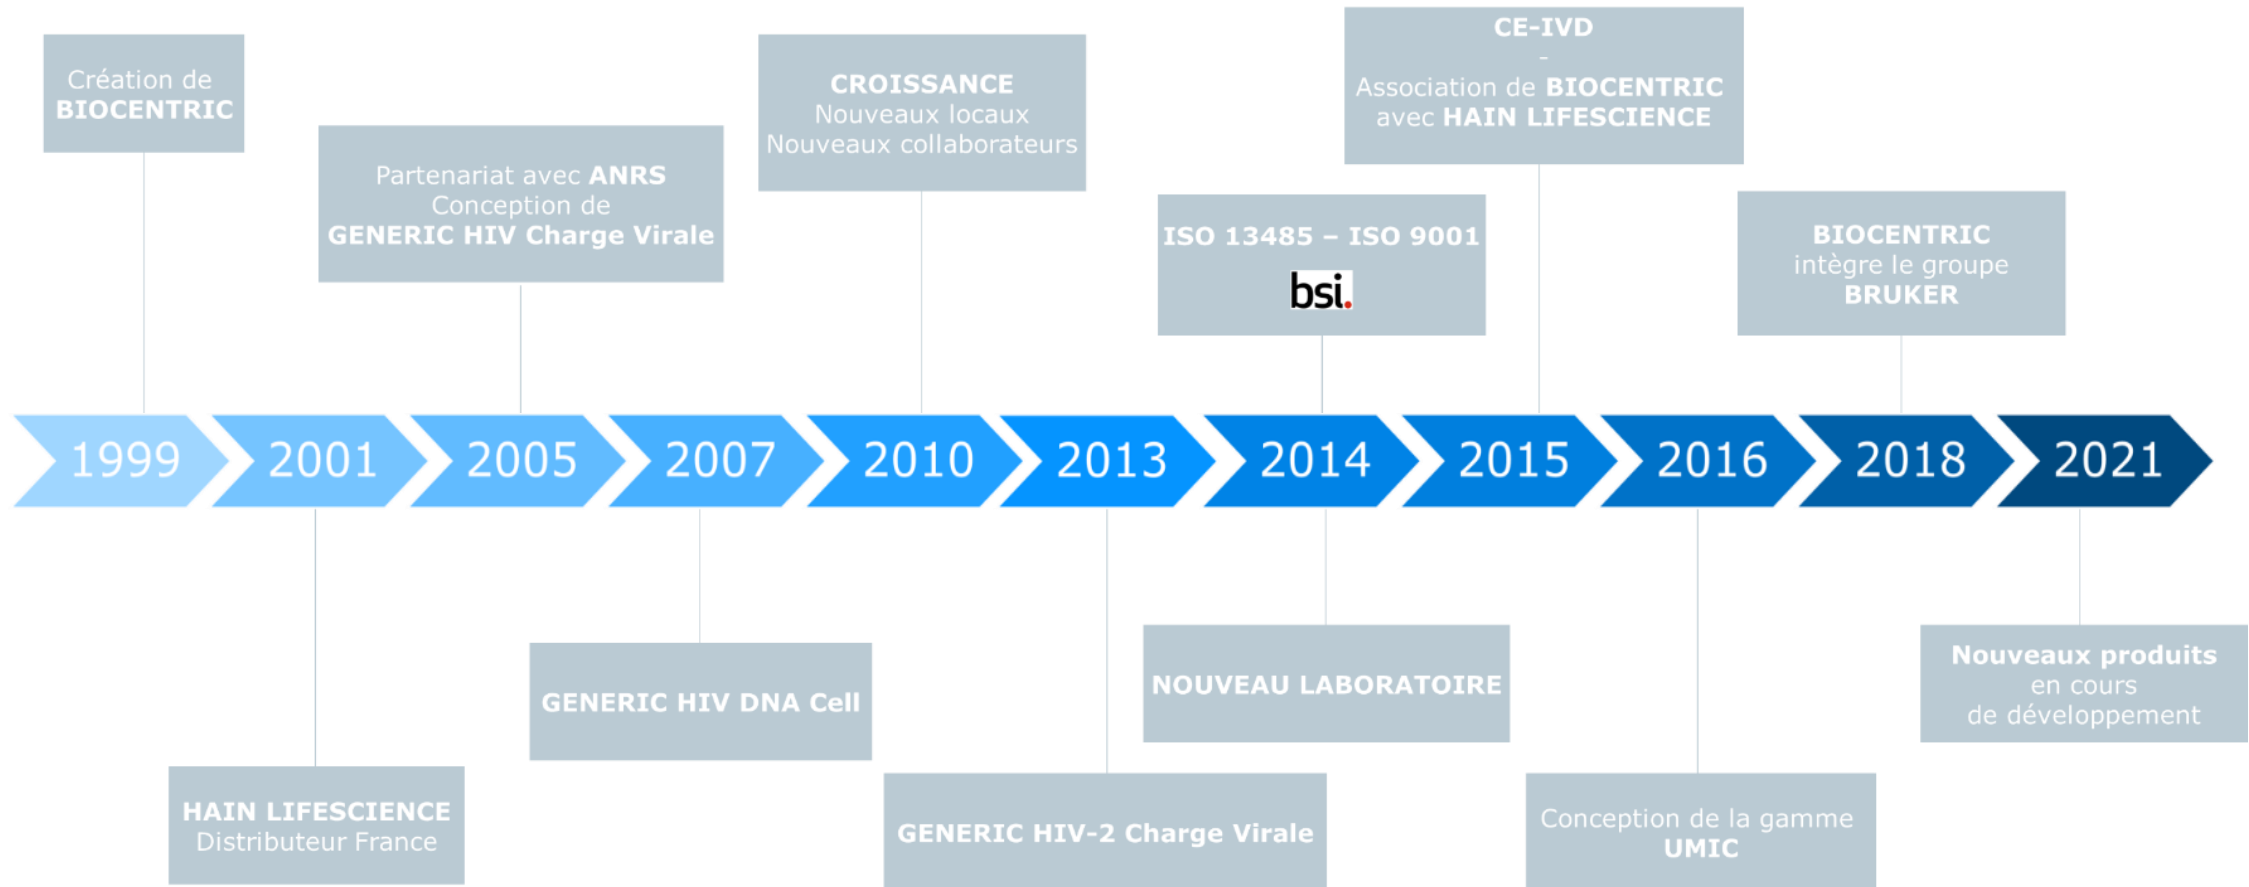 Création de
BIOCENTRIC
Partenariat avec ANRS
Conception de
GENERIC HIV Charge Virale
CROISSANCE
Nouveaux locaux
Nouveaux collaborateurs
ISO 13485 – ISO 9001
bsi.
CE-IVD
-
Association de BIOCENTRIC
avec HAIN LIFESCIENCE
BIOCENTRIC
intègre le groupe
BRUKER
1999
2001
2005
2007
2010
2013
2014
2015
2016
2018
2021
HAIN LIFESCIENCE
Distributeur France
GENERIC HIV DNA Cell
GENERIC HIV-2 Charge Virale
NOUVEAU LABORATOIRE
Conception de la gamme
UMIC
Nouveaux produits
en cours
de développement